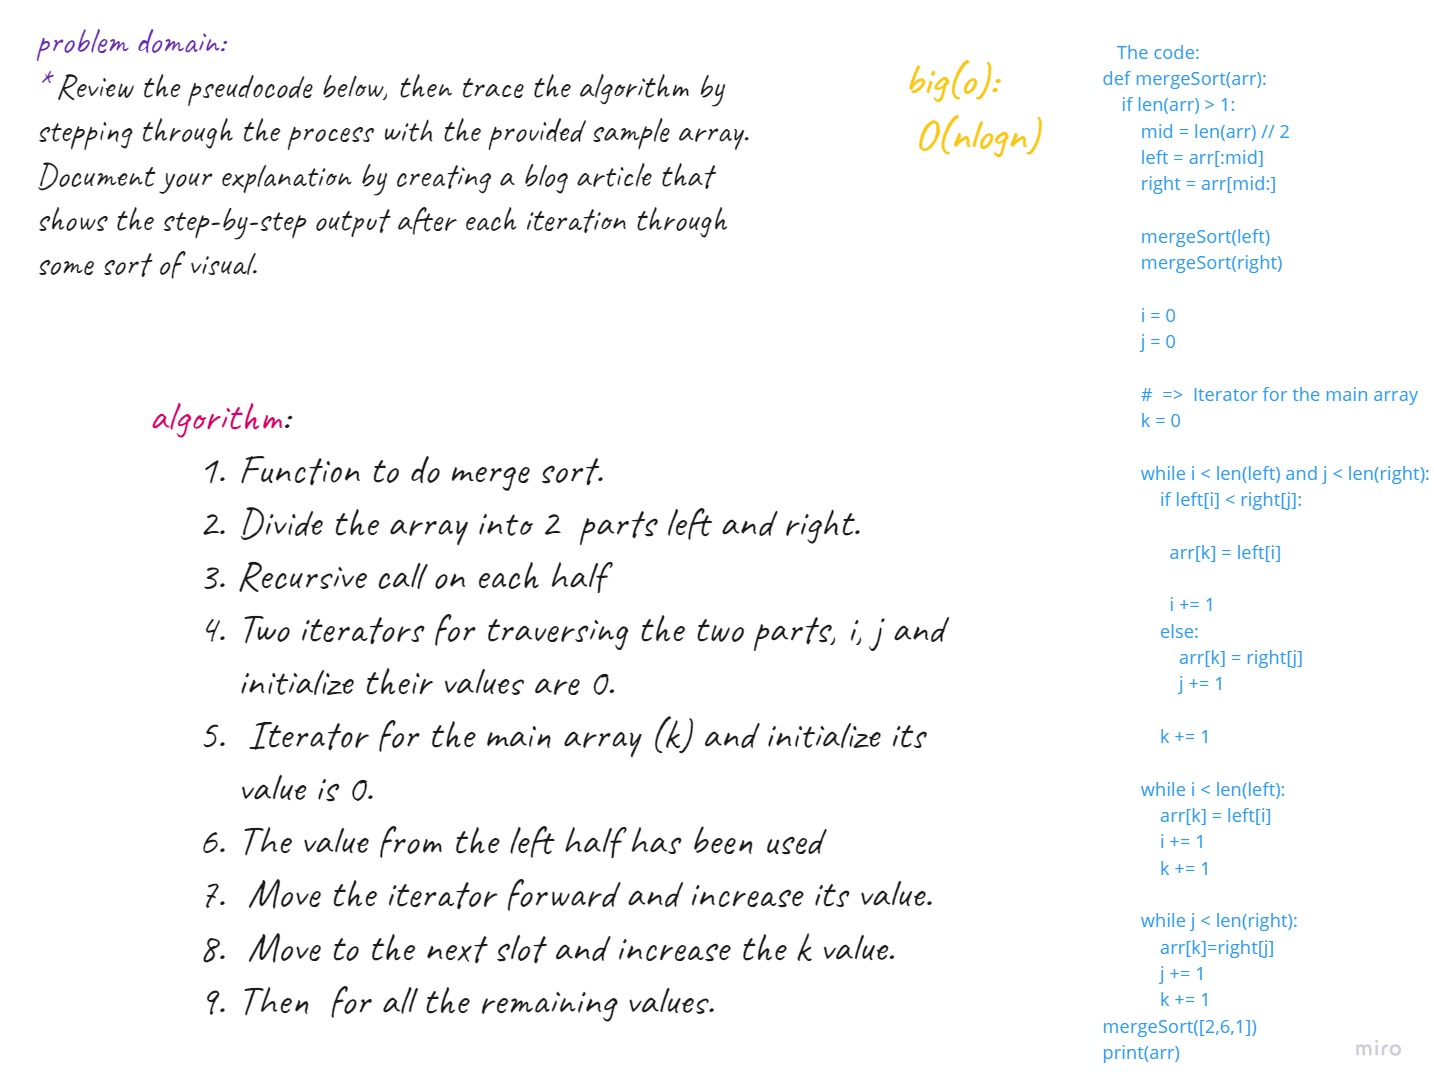 problem domain:
* Review the pseudocode below, then trace the algorithm by
stepping through the process with the provided sample array.
Document your explanation by creating a blog article that
shows the step-by-step output after each iteration through
some sort of visual.
big(o):
O(nlogn)
algorithm:
1. Function to do merge sort.
2. Divide the array into 2 parts left and right.
3. Recursive call on each half
4. Two iterators for traversing the two parts, i, j and
initialize their values are 0.
5. Iterator for the main array (k) and initialize its
value is 0.
6. The value from the left half has been used
7. Move the iterator forward and increase its value.
8. Move to the next slot and increase the k value.
9. Then for all the remaining values.
The code:
def mergeSort(arr):
if len(arr) > 1:
mid = len(arr) // 2
left = arr[:mid]
right = arr[mid:]
mergeSort(left)
mergeSort(right)
i = 0
j = 0
# => Iterator for the main array
k = 0
while i < len(left) and j < len(right):
if left[i] < right[j]:
arr[k] = left[i]
i += 1
else:
arr[k] = right[j]
j += 1
k += 1
while i < len(left):
arr[k] = left[i]
i += 1
k += 1
while j < len(right):
arr[k]=right[j]
j += 1
k += 1
mergeSort([2,6,1])
print(arr)
miro